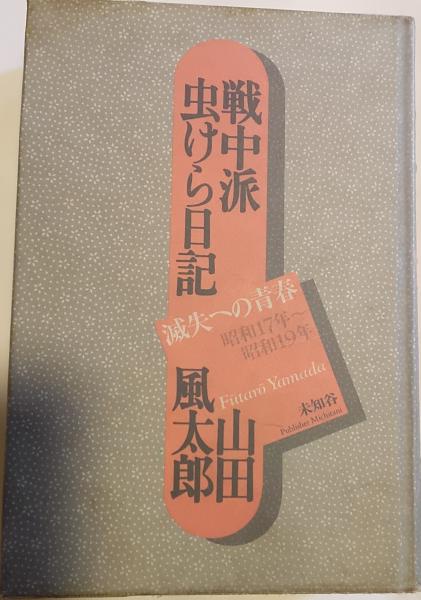 戦中派
虫けら日記
滅失への青春
昭和17年〜
昭和19年
Fūtarō Yamada
山田
風太郎
未知谷
Publisher Michitani